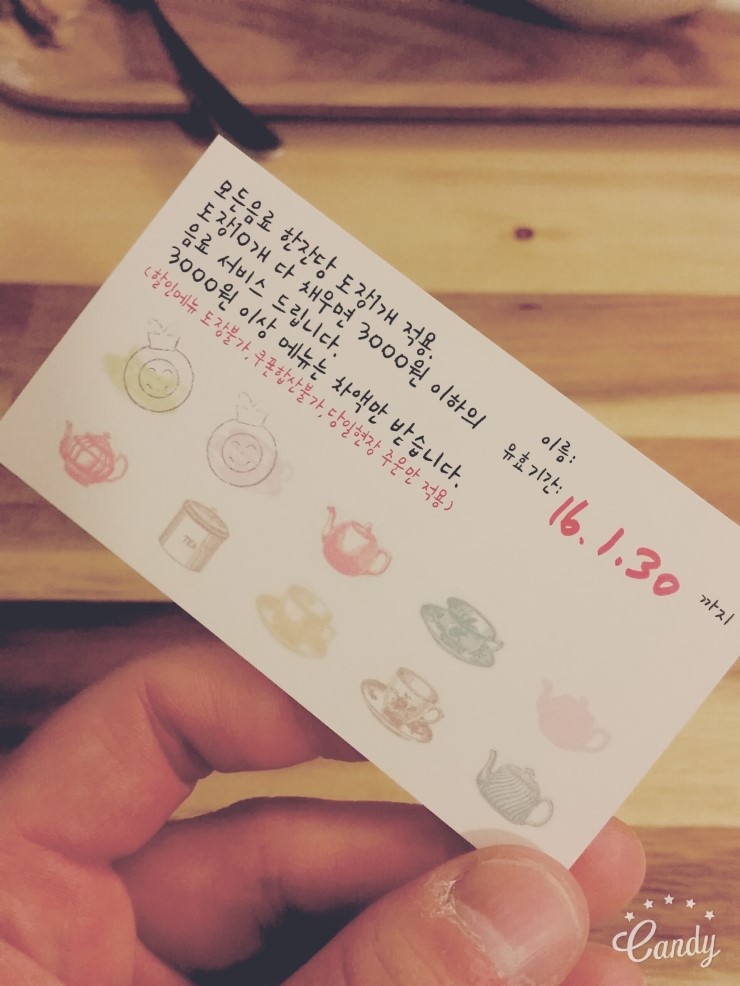 모든음료 한잔당 도장1개 적용.
도장10개 다 채우면 3000원 이하의
음료 서비스 드립니다.
3000원 이상 메뉴는 차액만 받습니다.
(할인메뉴 도장불가, 쿠폰합산불가, 당일현장 주문만 적용)
이름:
유효기간:
16.1.30 까지
TEA
Candy